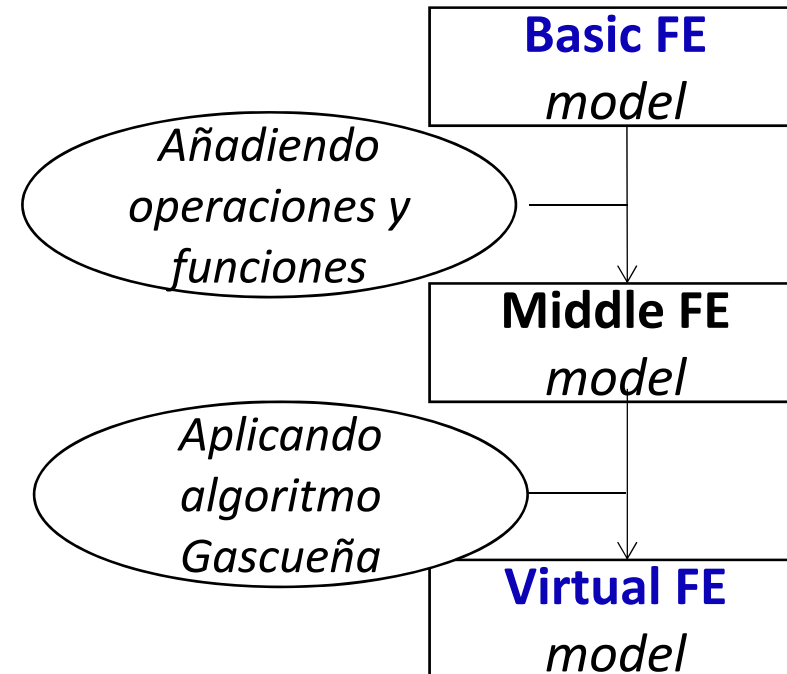 Basic FE
model
Añadiendo
operaciones y
funciones
Middle FE
model
Aplicando
algoritmo
Gascueña
Virtual FE
model